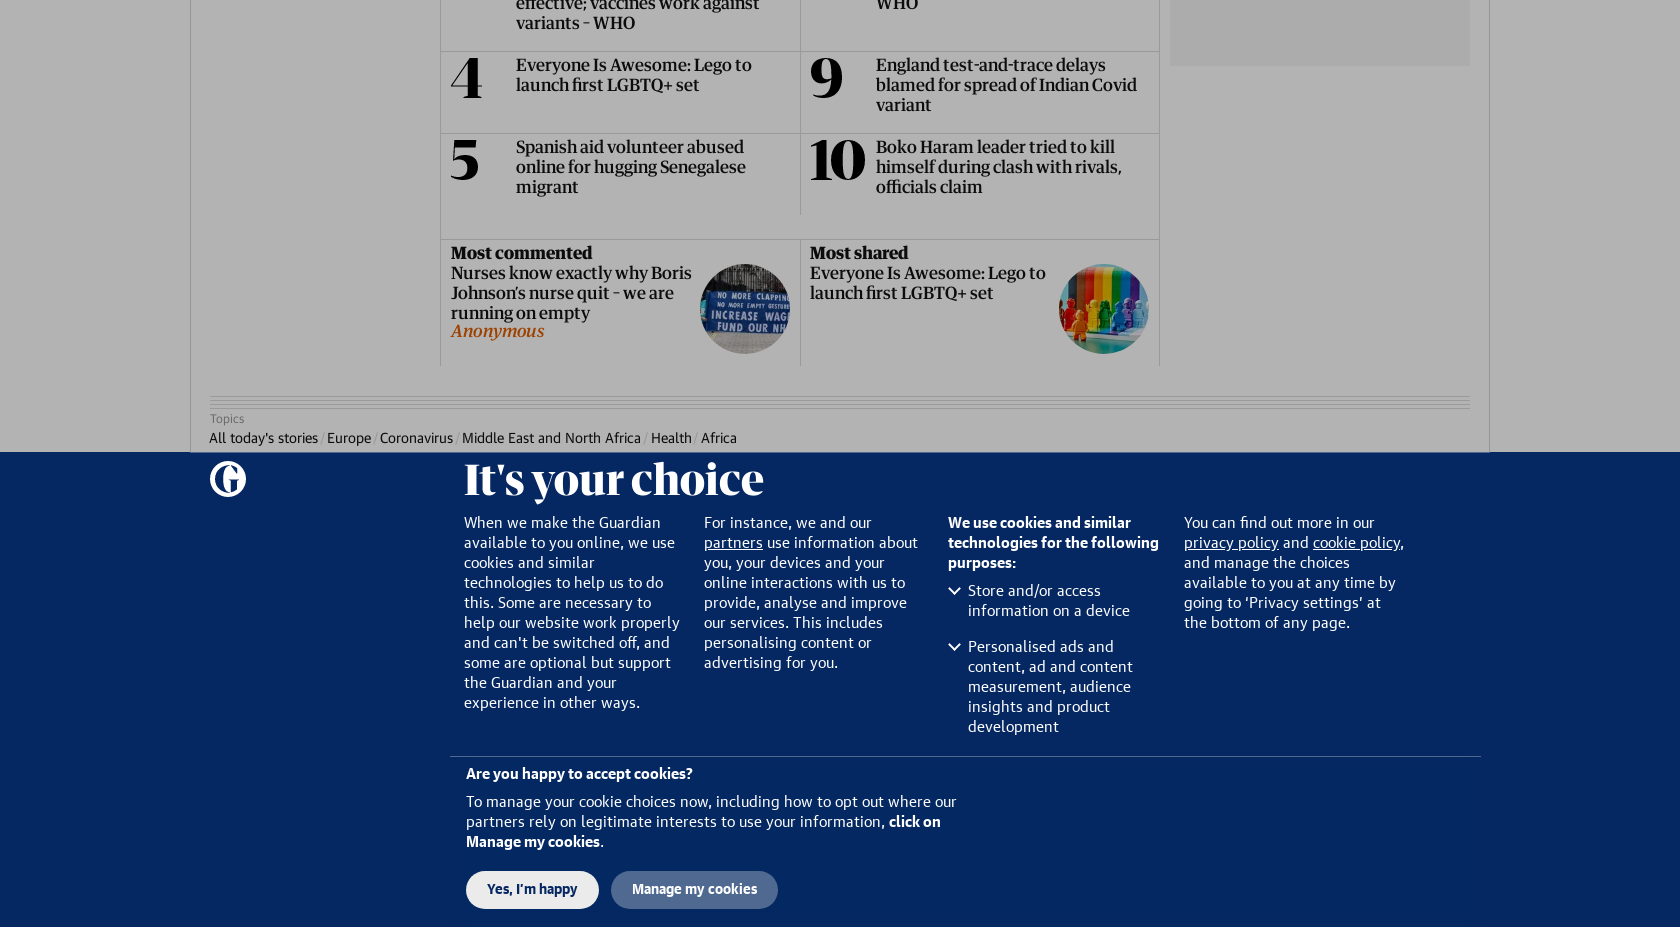 effective; vaccines work against
variants – WHO
WHO
4
Everyone Is Awesome: Lego to
launch first LGBTQ+ set
9
England test-and-trace delays
blamed for spread of Indian Covid
variant
5
Spanish aid volunteer abused
online for hugging Senegalese
migrant
10
Boko Haram leader tried to kill
himself during clash with rivals,
officials claim
Most commented
Nurses know exactly why Boris
Johnson’s nurse quit – we are
running on empty
Anonymous
NO MORE CLAPPING
NO MORE EMPTY GESTURES
INCREASE WAG
FUND OUR NH
Most shared
Everyone Is Awesome: Lego to
launch first LGBTQ+ set
Topics
All today's stories / Europe / Coronavirus / Middle East and North Africa / Health / Africa
It's your choice
When we make the Guardian
available to you online, we use
cookies and similar
technologies to help us to do
this. Some are necessary to
help our website work properly
and can't be switched off, and
some are optional but support
the Guardian and your
experience in other ways.
For instance, we and our
partners use information about
you, your devices and your
online interactions with us to
provide, analyse and improve
our services. This includes
personalising content or
advertising for you.
We use cookies and similar
technologies for the following
purposes:
Store and/or access
information on a device
Personalised ads and
content, ad and content
measurement, audience
insights and product
development
You can find out more in our
privacy policy and cookie policy,
and manage the choices
available to you at any time by
going to ‘Privacy settings’ at
the bottom of any page.
Are you happy to accept cookies?
To manage your cookie choices now, including how to opt out where our
partners rely on legitimate interests to use your information, click on
Manage my cookies.
Yes, I’m happy
Manage my cookies